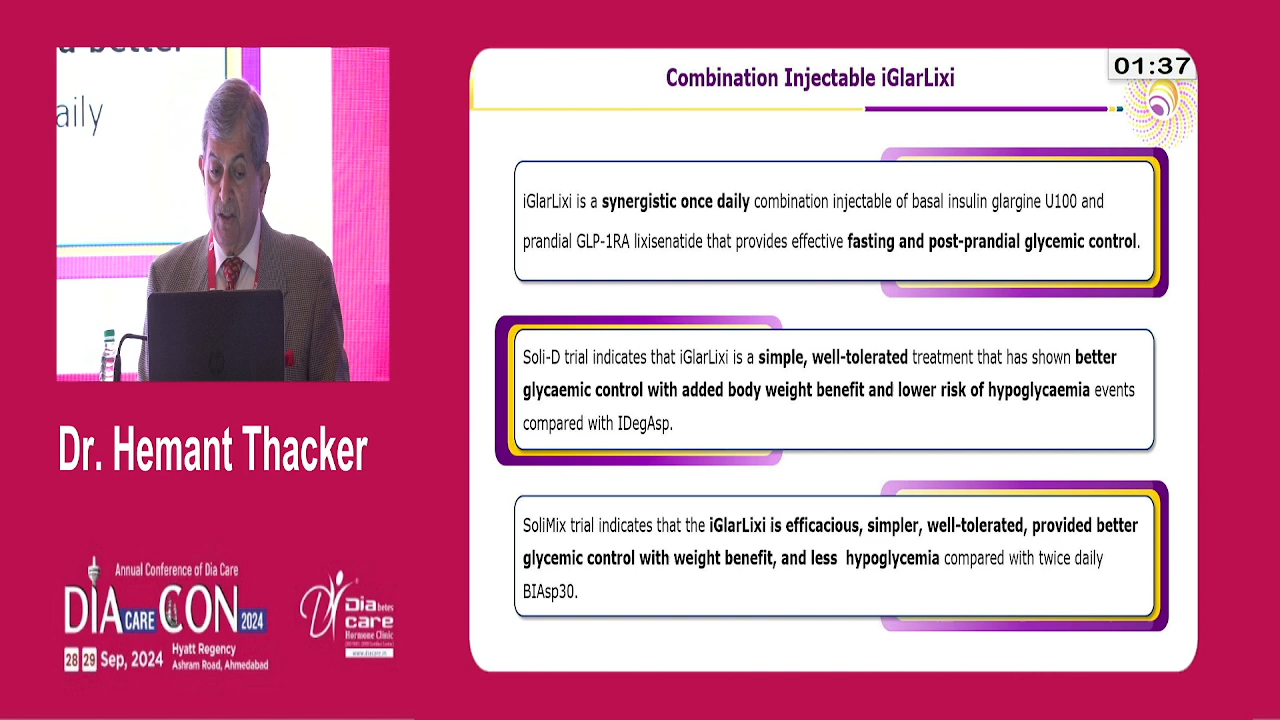 a better
aily
Dr. Hemant Thacker
Annual Conference of Dia Care
DIA CARE CON 2024
28 29 Sep, 2024
Hyatt Regency
Ashram Road, Ahmedabad
Diabetes
care
Hormone Clinic
www.diacare.in
01:37
Combination Injectable iGlarLixi
iGlarLixi is a synergistic once daily combination injectable of basal insulin glargine U100 and
prandial GLP-1RA lixisenatide that provides effective fasting and post-prandial glycemic control.
Soli-D trial indicates that iGlarLixi is a simple, well-tolerated treatment that has shown better
glycaemic control with added body weight benefit and lower risk of hypoglycaemia events
compared with IDegAsp.
SoliMix trial indicates that the iGlarLixi is efficacious, simpler, well-tolerated, provided better
glycemic control with weight benefit, and less hypoglycemia compared with twice daily
BIAsp30.